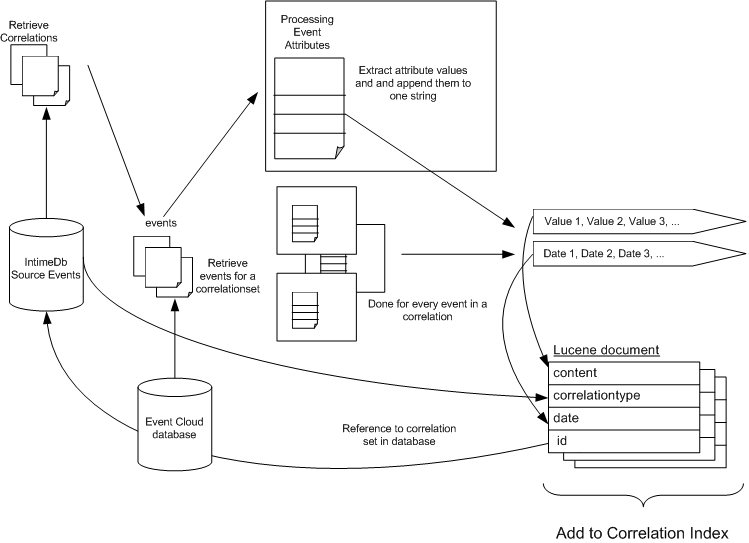 Retrieve
Correlations
Processing
Event
Attributes
Extract attribute values
and and append them to
one string
events
Retrieve
events for a
correlationset
IntimeDb
Source Events
Value 1, Value 2, Value 3, ...
Date 1, Date 2, Date 3, ...
Done for every event in a
correlation
Lucene document
content
correlationtype
date
id
Event Cloud
database
Reference to correlation
set in database
Add to Correlation Index